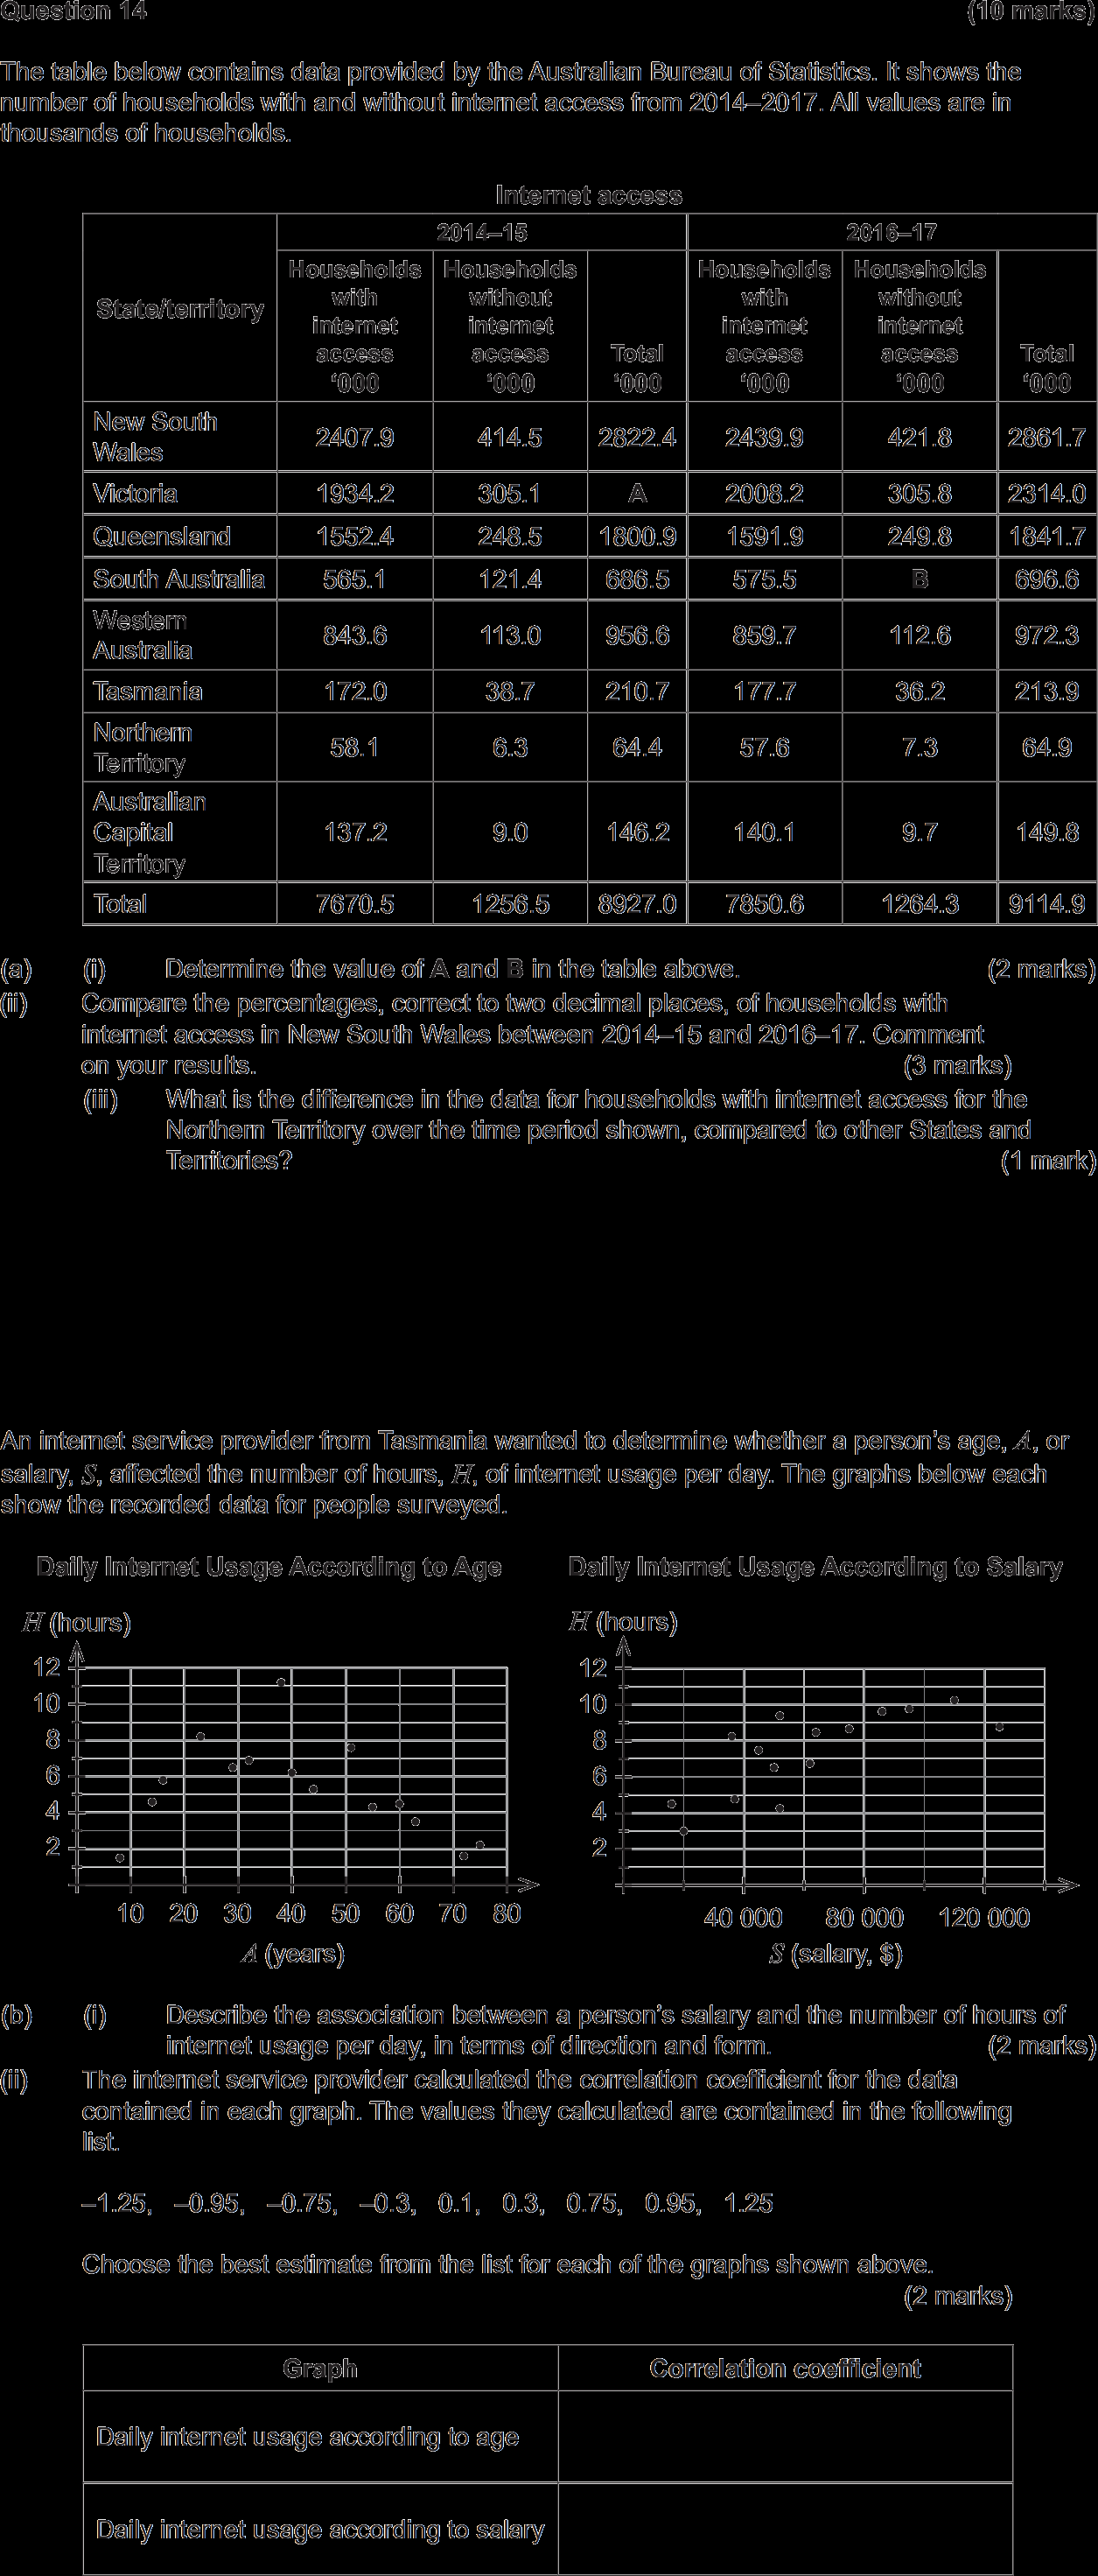 Question 14 (10 marks)
The table below contains data provided by the Australian Bureau of Statistics. It shows the
number of households with and without internet access from 2014–2017. All values are in
thousands of households.
Internet access
State/territory 2014–15 2016–17
Households with internet access ‘000 Households without internet access ‘000 Total ‘000 Households with internet access ‘000 Households without internet access ‘000 Total ‘000
New South Wales 2407.9 414.5 2822.4 2439.9 421.8 2861.7
Victoria 1934.2 305.1 A 2008.2 305.8 2314.0
Queensland 1552.4 248.5 1800.9 1591.9 249.8 1841.7
South Australia 565.1 121.4 686.5 575.5 B 696.6
Western Australia 843.6 113.0 956.6 859.7 112.6 972.3
Tasmania 172.0 38.7 210.7 177.7 36.2 213.9
Northern Territory 58.1 6.3 64.4 57.6 7.3 64.9
Australian Capital Territory 137.2 9.0 146.2 140.1 9.7 149.8
Total 7670.5 1256.5 8927.0 7850.6 1264.3 9114.9
(a) (i) Determine the value of A and B in the table above. (2 marks)
(ii) Compare the percentages, correct to two decimal places, of households with
internet access in New South Wales between 2014–15 and 2016–17. Comment
on your results. (3 marks)
(iii) What is the difference in the data for households with internet access for the
Northern Territory over the time period shown, compared to other States and
Territories? (1 mark)
An internet service provider from Tasmania wanted to determine whether a person’s age, A, or
salary, S, affected the number of hours, H, of internet usage per day. The graphs below each
show the recorded data for people surveyed.
Daily Internet Usage According to Age
H (hours)
12
10
8
6
4
2
10 20 30 40 50 60 70 80
A (years)
Daily Internet Usage According to Salary
H (hours)
12
10
8
6
4
2
40 000 80 000 120 000
S (salary, $)
(b) (i) Describe the association between a person’s salary and the number of hours of
internet usage per day, in terms of direction and form. (2 marks)
(ii) The internet service provider calculated the correlation coefficient for the data
contained in each graph. The values they calculated are contained in the following
list.
–1.25, –0.95, –0.75, –0.3, 0.1, 0.3, 0.75, 0.95, 1.25
Choose the best estimate from the list for each of the graphs shown above.
(2 marks)
Graph Correlation coefficient
Daily internet usage according to age
Daily internet usage according to salary